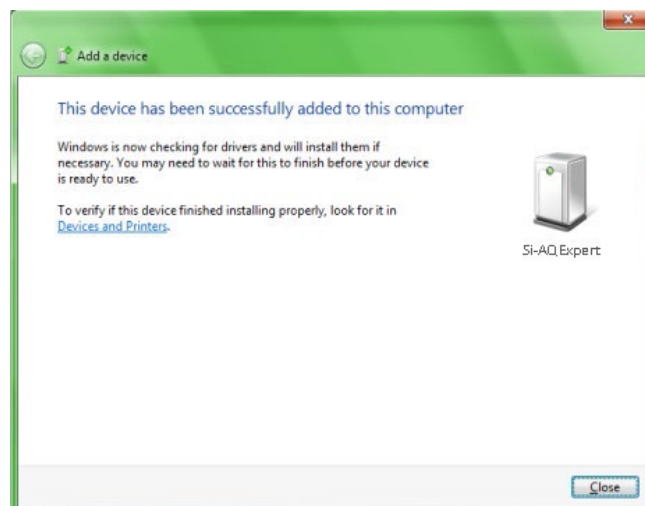 Add a device
This device has been successfully added to this computer
Windows is now checking for drivers and will install them if
necessary. You may need to wait for this to finish before your device
is ready to use.
To verify if this device finished installing properly, look for it in
Devices and Printers.
Si-AQ Expert
Close